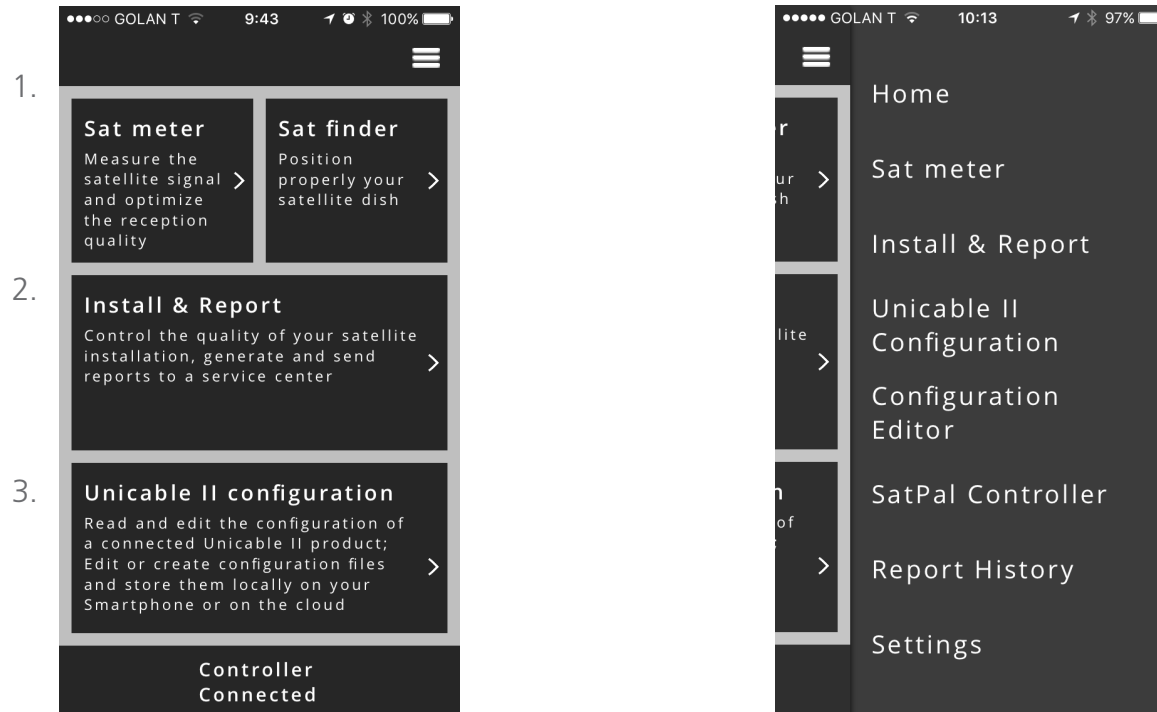 ●●●○○ GOLAN T 9:43 100%
1.
Sat meter
Measure the
satellite signal
and optimize
the reception
quality
Sat finder
Position
properly your
satellite dish
2.
Install & Report
Control the quality of your satellite
installation, generate and send
reports to a service center
3.
Unicable II configuration
Read and edit the configuration of
a connected Unicable II product;
Edit or create configuration files
and store them locally on your
Smartphone or on the cloud
Controller
Connected
●●●●● GOLAN T 10:13 97%
r
ur
lite
of
Home
Sat meter
Install & Report
Unicable II
Configuration
Configuration
Editor
SatPal Controller
Report History
Settings